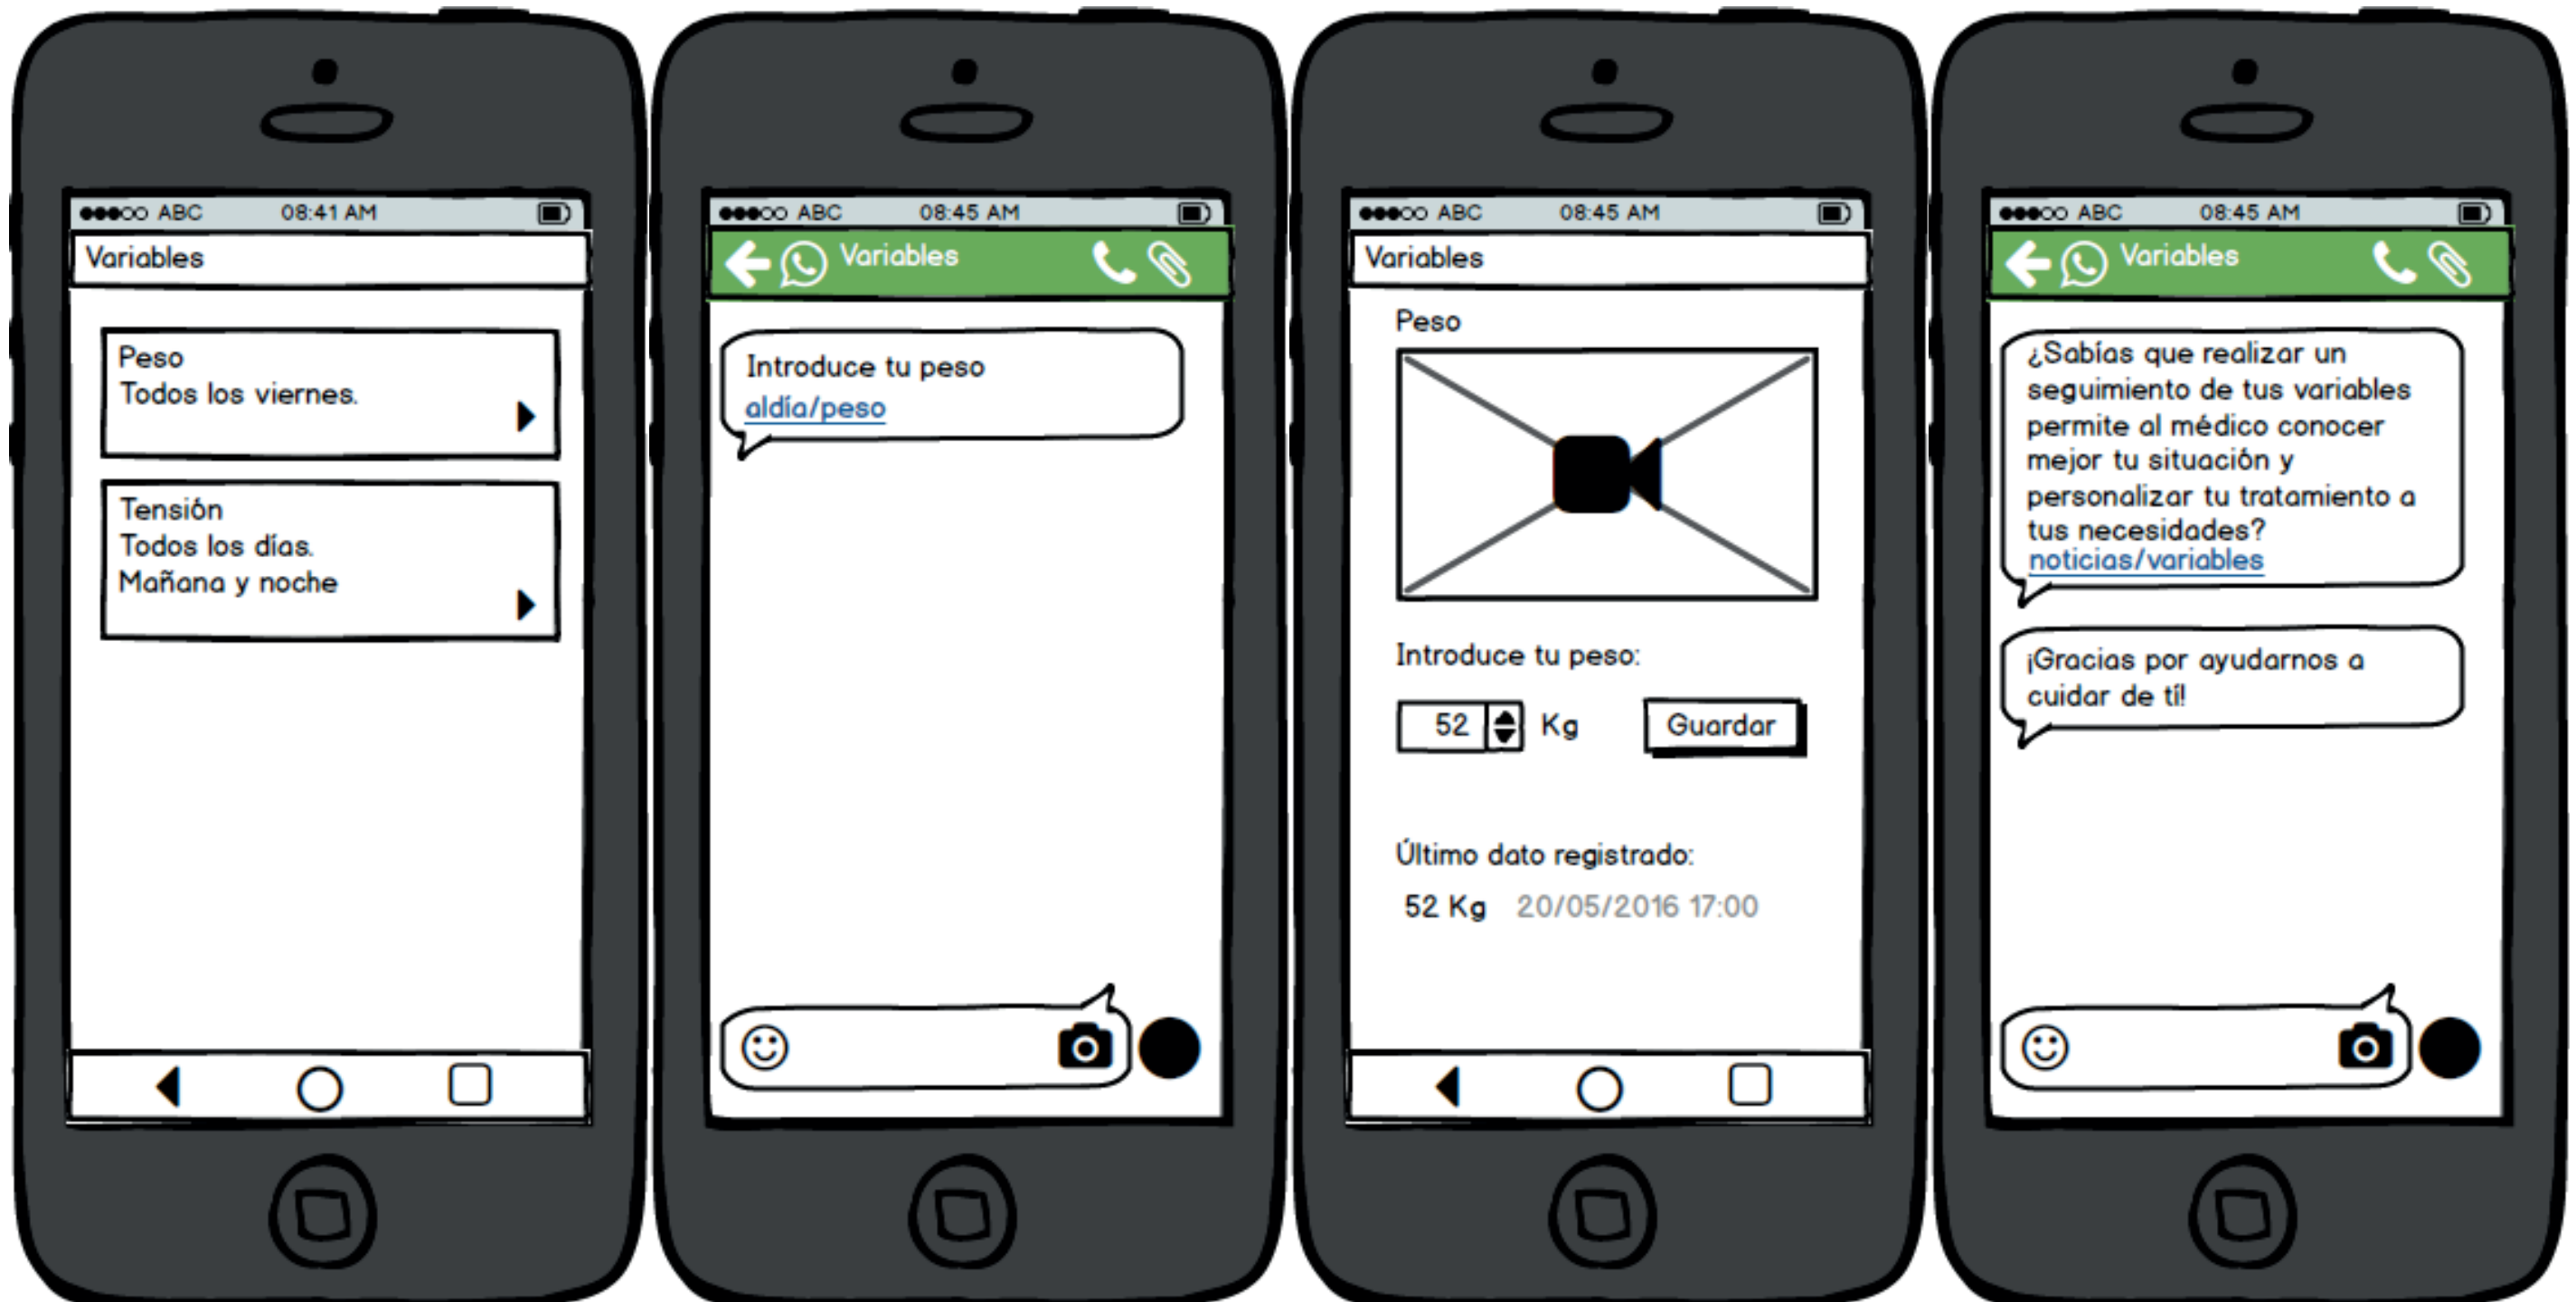 ABC 08:41 AM
Variables
Peso
Todos los viernes.
Tensión
Todos los días.
Mañana y noche
ABC 08:45 AM
Variables
Introduce tu peso
aldía/peso
ABC 08:45 AM
Variables
Peso
Introduce tu peso:
52 Kg Guardar
Último dato registrado:
52 Kg 20/05/2016 17:00
ABC 08:45 AM
Variables
¿Sabías que realizar un
seguimiento de tus variables
permite al médico conocer
mejor tu situación y
personalizar tu tratamiento a
tus necesidades?
noticias/variables
¡Gracias por ayudarnos a
cuidar de tí!